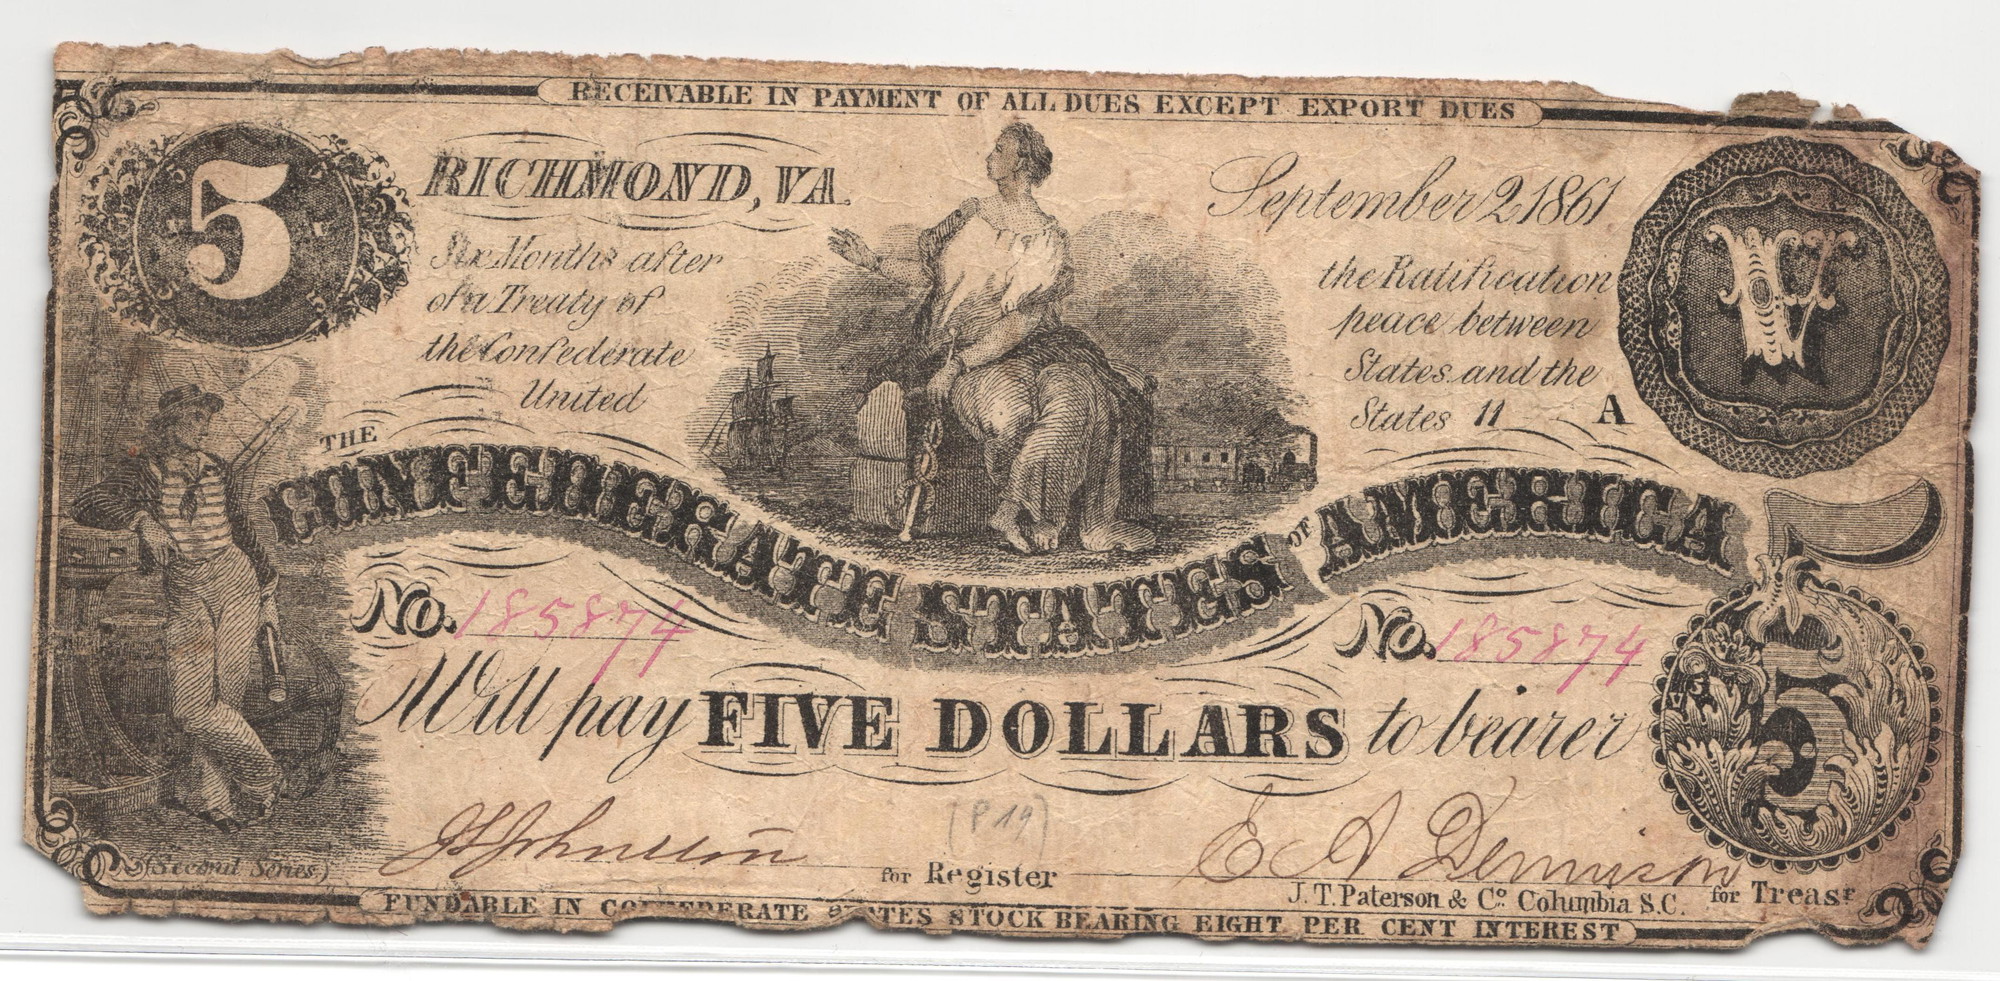 RECEIVABLE IN PAYMENT OF ALL DUES EXCEPT EXPORT DUES
5
RICHMOND, VA.
September 2 1861
V
Six Months after the Ratification
of a Treaty of peace between
the Confederate States and the
United States 11 A
THE
CONFEDERATE STATES OF AMERICA
No. 185874
No. 185874
Will pay FIVE DOLLARS to bearer
V 5
5
(P 19)
E A Dennison
(Second Series)
for Register
J. T. Paterson & Co. Columbia S.C.
for Treasr
FUNDABLE IN CONFEDERATE STATES STOCK BEARING EIGHT PER CENT INTEREST